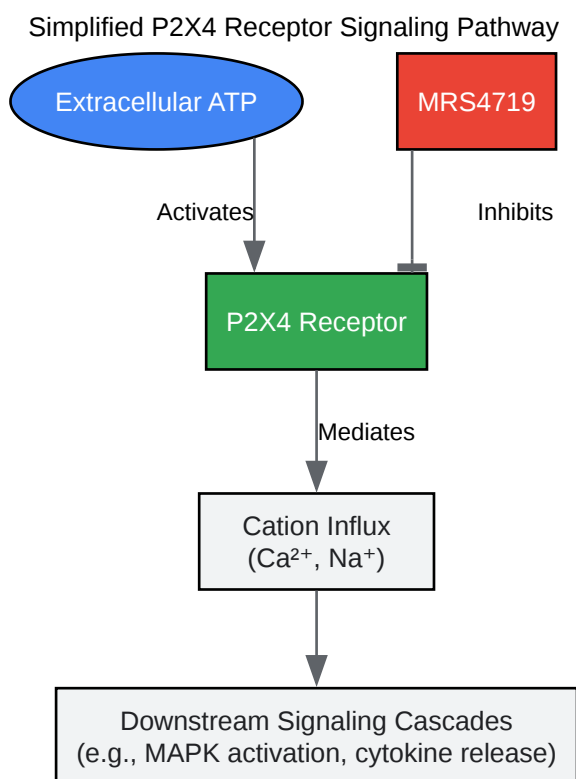 Simplified P2X4 Receptor Signaling Pathway
Extracellular ATP
MRS4719
Activates
Inhibits
P2X4 Receptor
Mediates
Cation Influx
(Ca²⁺, Na⁺)
Downstream Signaling Cascades
(e.g., MAPK activation, cytokine release)